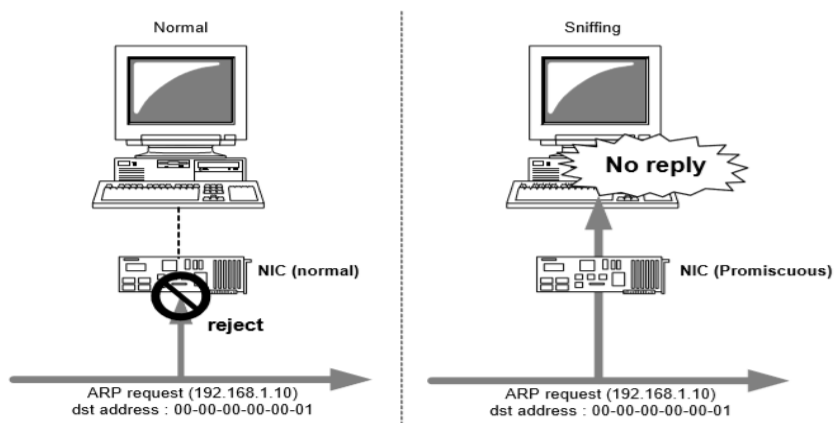 Normal
NIC (normal)
reject
ARP request (192.168.1.10)
dst address : 00-00-00-00-00-01
Sniffing
No reply
NIC (Promiscuous)
ARP request (192.168.1.10)
dst address : 00-00-00-00-00-01